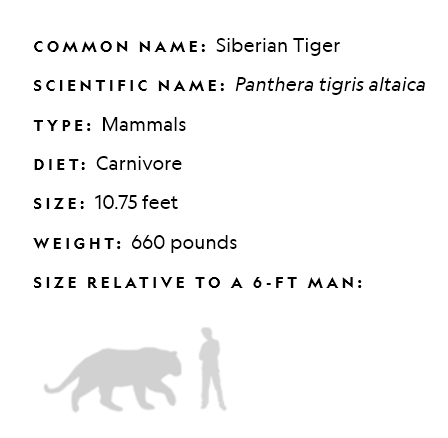 COMMON NAME: Siberian Tiger
SCIENTIFIC NAME: Panthera tigris altaica
TYPE: Mammals
DIET: Carnivore
SIZE: 10.75 feet
WEIGHT: 660 pounds
SIZE RELATIVE TO A 6-FT MAN: